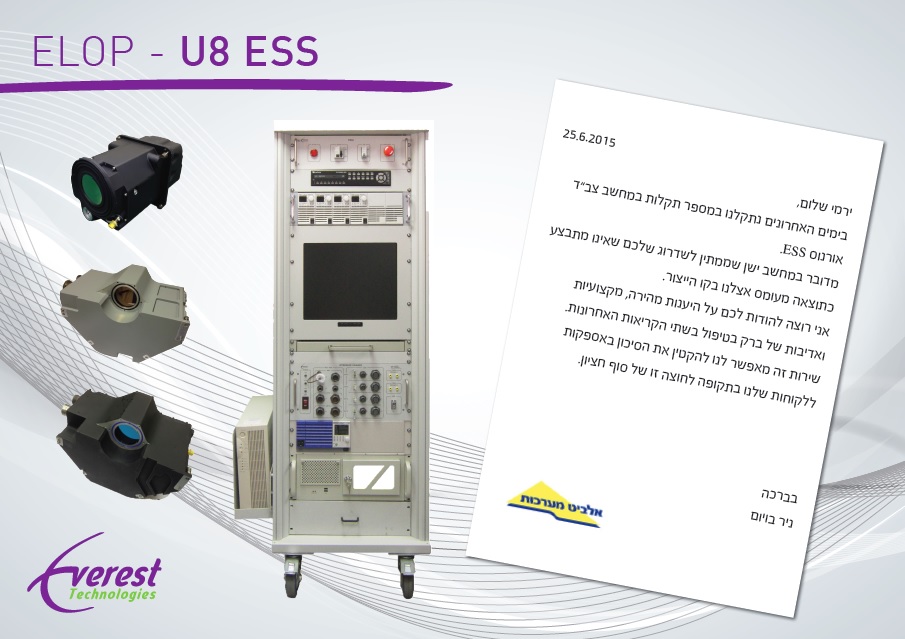 ELOP - U8 ESS
25.6.2015
ירמי שלום,
בימים האחרונים נתקלנו במספר תקלות במחשב צב״ד
אורנוס ESS.
מדובר במחשב ישן שממתין לשדרוג שלכם שאינו מתבצע
כתוצאה מעומס אצלנו בקו הייצור.
אני רוצה להודות לכם על היענות מהירה, מקצועיות
ואדיבות של ברק בטיפול בשתי הקריאות האחרונות.
שירות זה מאפשר לנו להקטין את הסיכון באספקות
ללקוחות שלנו בתקופה לחוצה זו של סוף חציון.
בברכה
ניר בויום
אלביט מערכות
Everest
Technologies